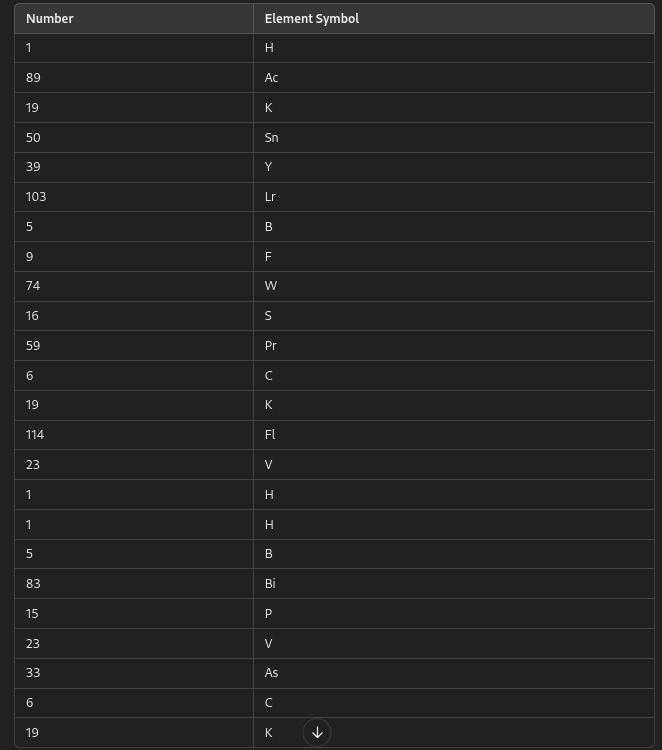 Number Element Symbol
1 H
89 Ac
19 K
50 Sn
39 Y
103 Lr
5 B
9 F
74 W
16 S
59 Pr
6 C
19 K
114 Fl
23 V
1 H
1 H
5 B
83 Bi
15 P
23 V
33 As
6 C
19 K